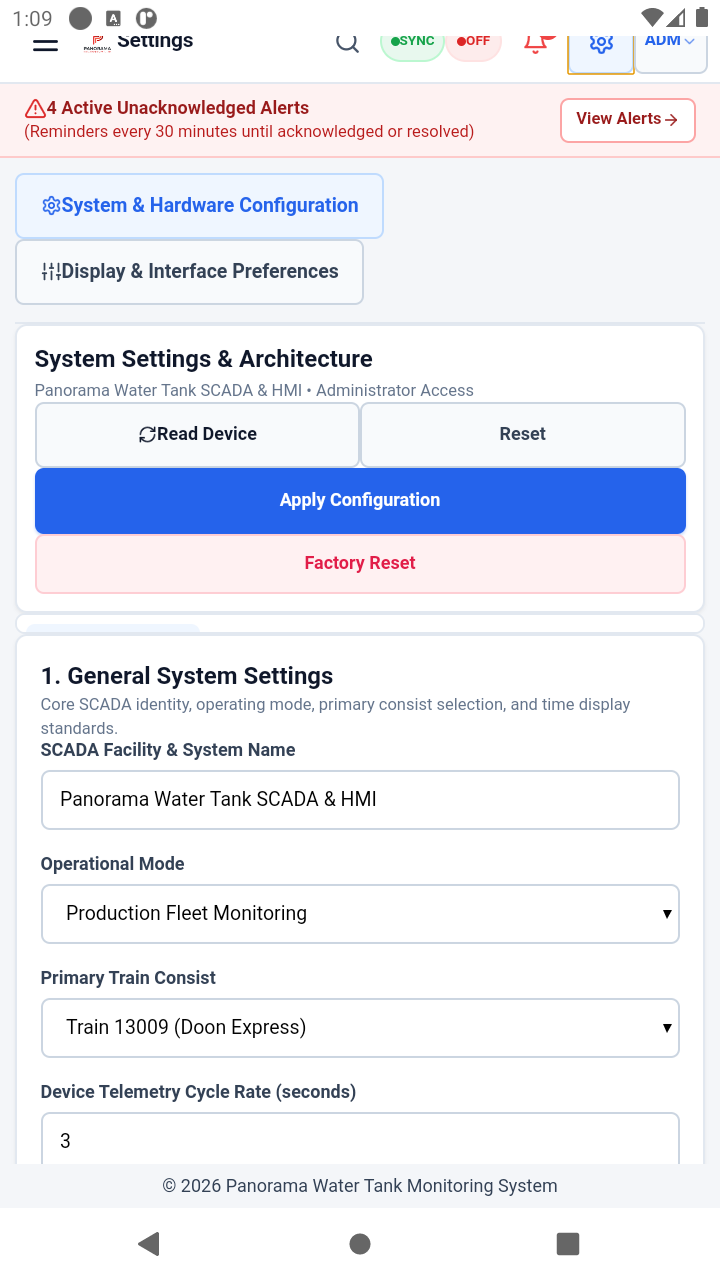 1:09
Settings
SYNC
OFF
ADM
4 Active Unacknowledged Alerts
(Reminders every 30 minutes until acknowledged or resolved)
View Alerts
System & Hardware Configuration
Display & Interface Preferences
System Settings & Architecture
Panorama Water Tank SCADA & HMI • Administrator Access
Read Device
Reset
Apply Configuration
Factory Reset
1. General System Settings
Core SCADA identity, operating mode, primary consist selection, and time display
standards.
SCADA Facility & System Name
Panorama Water Tank SCADA & HMI
Operational Mode
Production Fleet Monitoring
Primary Train Consist
Train 13009 (Doon Express)
Device Telemetry Cycle Rate (seconds)
3
© 2026 Panorama Water Tank Monitoring System